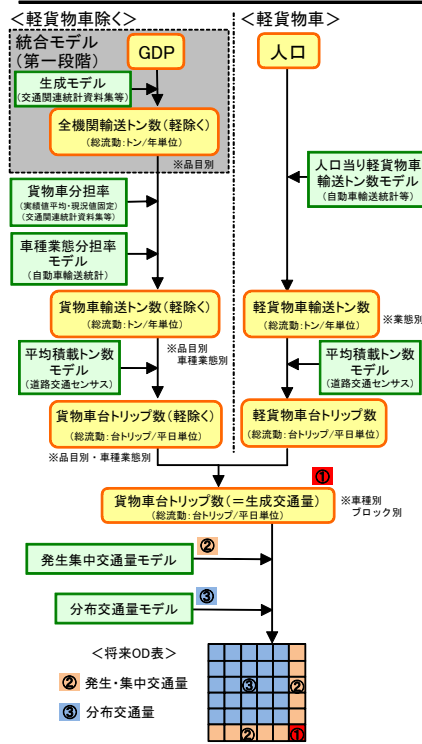 ＜軽貨物車除く＞
＜軽貨物車＞
統合モデル
(第一段階)
GDP
人口
生成モデル
(交通関連統計資料集等)
全機関輸送トン数(軽除く)
(総流動:トン/年単位)
※品目別
人口当り軽貨物車
輸送トン数モデル
(自動車輸送統計等)
貨物車分担率
(実績値平均・現況値固定)
(交通関連統計資料集等)
車種業態分担率
モデル
(自動車輸送統計)
貨物車輸送トン数(軽除く)
(総流動:トン/年単位)
※品目別
車種業態別
軽貨物車輸送トン数
(総流動:トン/年単位)
※業態別
平均積載トン数
モデル
(道路交通センサス)
平均積載トン数
モデル
(道路交通センサス)
貨物車台トリップ数(軽除く)
(総流動:台トリップ/平日単位)
※品目別・車種業態別
軽貨物車台トリップ数
(総流動:台トリップ/平日単位)
①
貨物車台トリップ数(＝生成交通量)
(総流動:台トリップ/平日単位)
※車種別
ブロック別
発生集中交通量モデル
②
分布交通量モデル
③
＜将来OD表＞
② 発生・集中交通量
③ 分布交通量
③
②
②
①